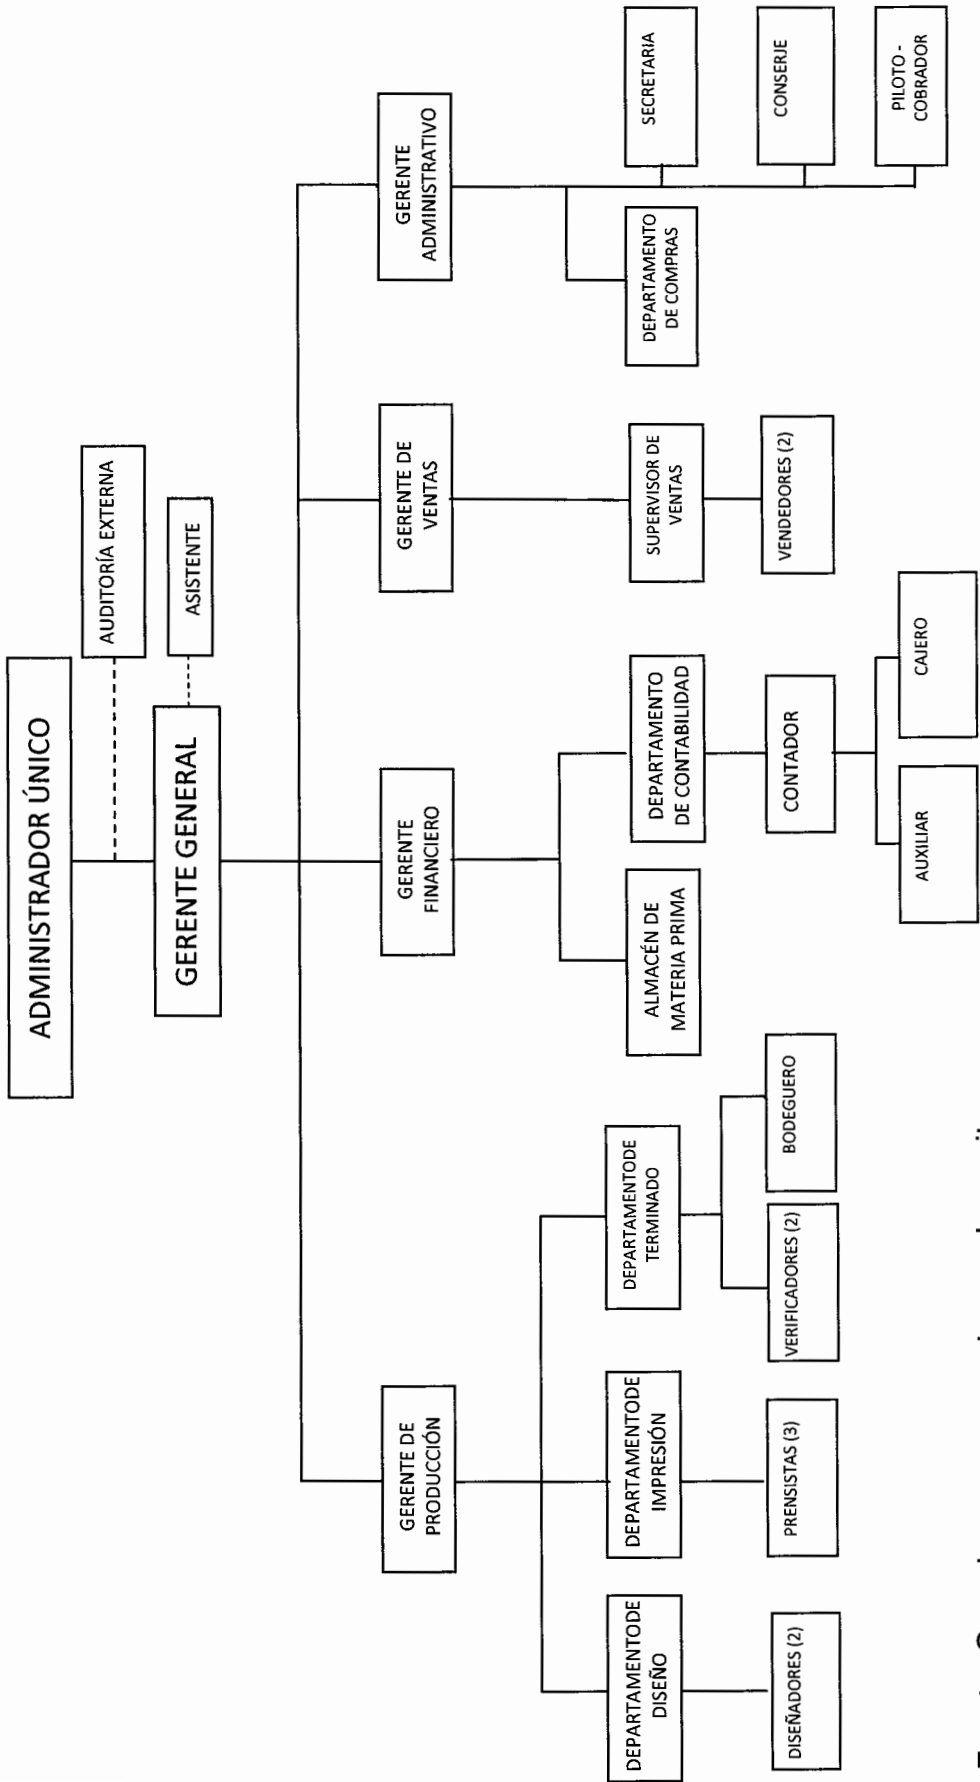 ADMINISTRADOR ÚNICO
AUDITORÍA EXTERNA
GERENTE GENERAL
ASISTENTE
GERENTE DE
PRODUCCIÓN
GERENTE
FINANCIERO
GERENTE DE
VENTAS
GERENTE
ADMINISTRATIVO
DEPARTAMENTODE
DISEÑO
DEPARTAMENTODE
IMPRESIÓN
DEPARTAMENTODE
TERMINADO
ALMACÉN DE
MATERIA PRIMA
DEPARTAMENTO
DE CONTABILIDAD
SUPERVISOR DE
VENTAS
DEPARTAMENTO
DE COMPRAS
SECRETARIA
DISEÑADORES (2)
PRENSISTAS (3)
VERIFICADORES (2)
BODEGUERO
CONTADOR
VENDEDORES (2)
CONSERJE
AUXILIAR
CAJERO
PILOTO -
COBRADOR